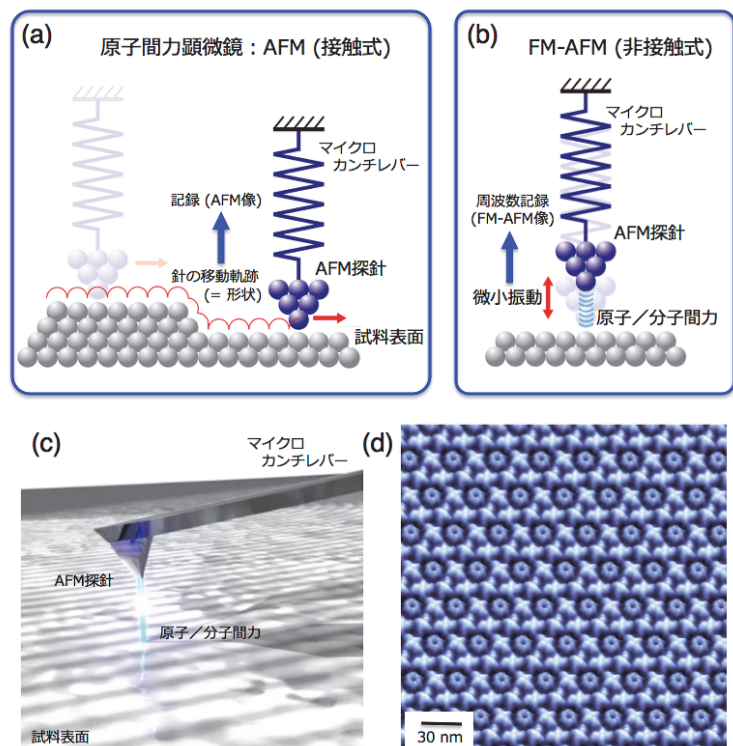 (a)
原子間力顕微鏡：AFM (接触式)
マイクロ
カンチレバー
記録 (AFM像)
針の移動軌跡
(= 形状)
AFM探針
試料表面
(b)
FM-AFM (非接触式)
マイクロ
カンチレバー
周波数記録
(FM-AFM像)
AFM探針
微小振動
原子／分子間力
(c)
マイクロ
カンチレバー
AFM探針
原子／分子間力
試料表面
(d)
30 nm